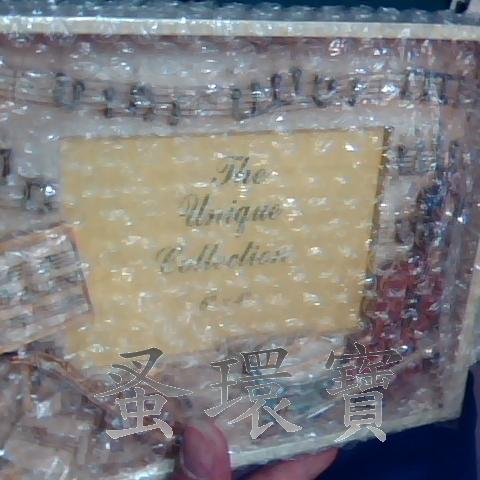 The
Unique
Collection
蚤環寶